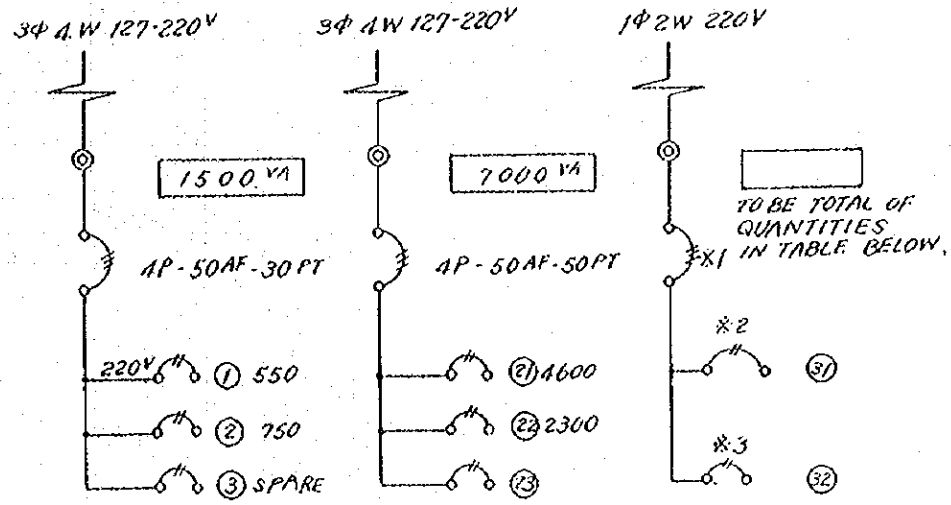 3Φ 4W 127-220V
3Φ 4W 127-220V
1Φ 2W 220V
1500 VA
7000 VA
TO BE TOTAL OF
QUANTITIES
IN TABLE BELOW.
4P-50AF-30PT
4P-50AF-50PT
※1
※2
220V ① 550
㉑ 4600
㉛
② 750
㉒ 2300
※3
③ SPARE
㉓
㉜